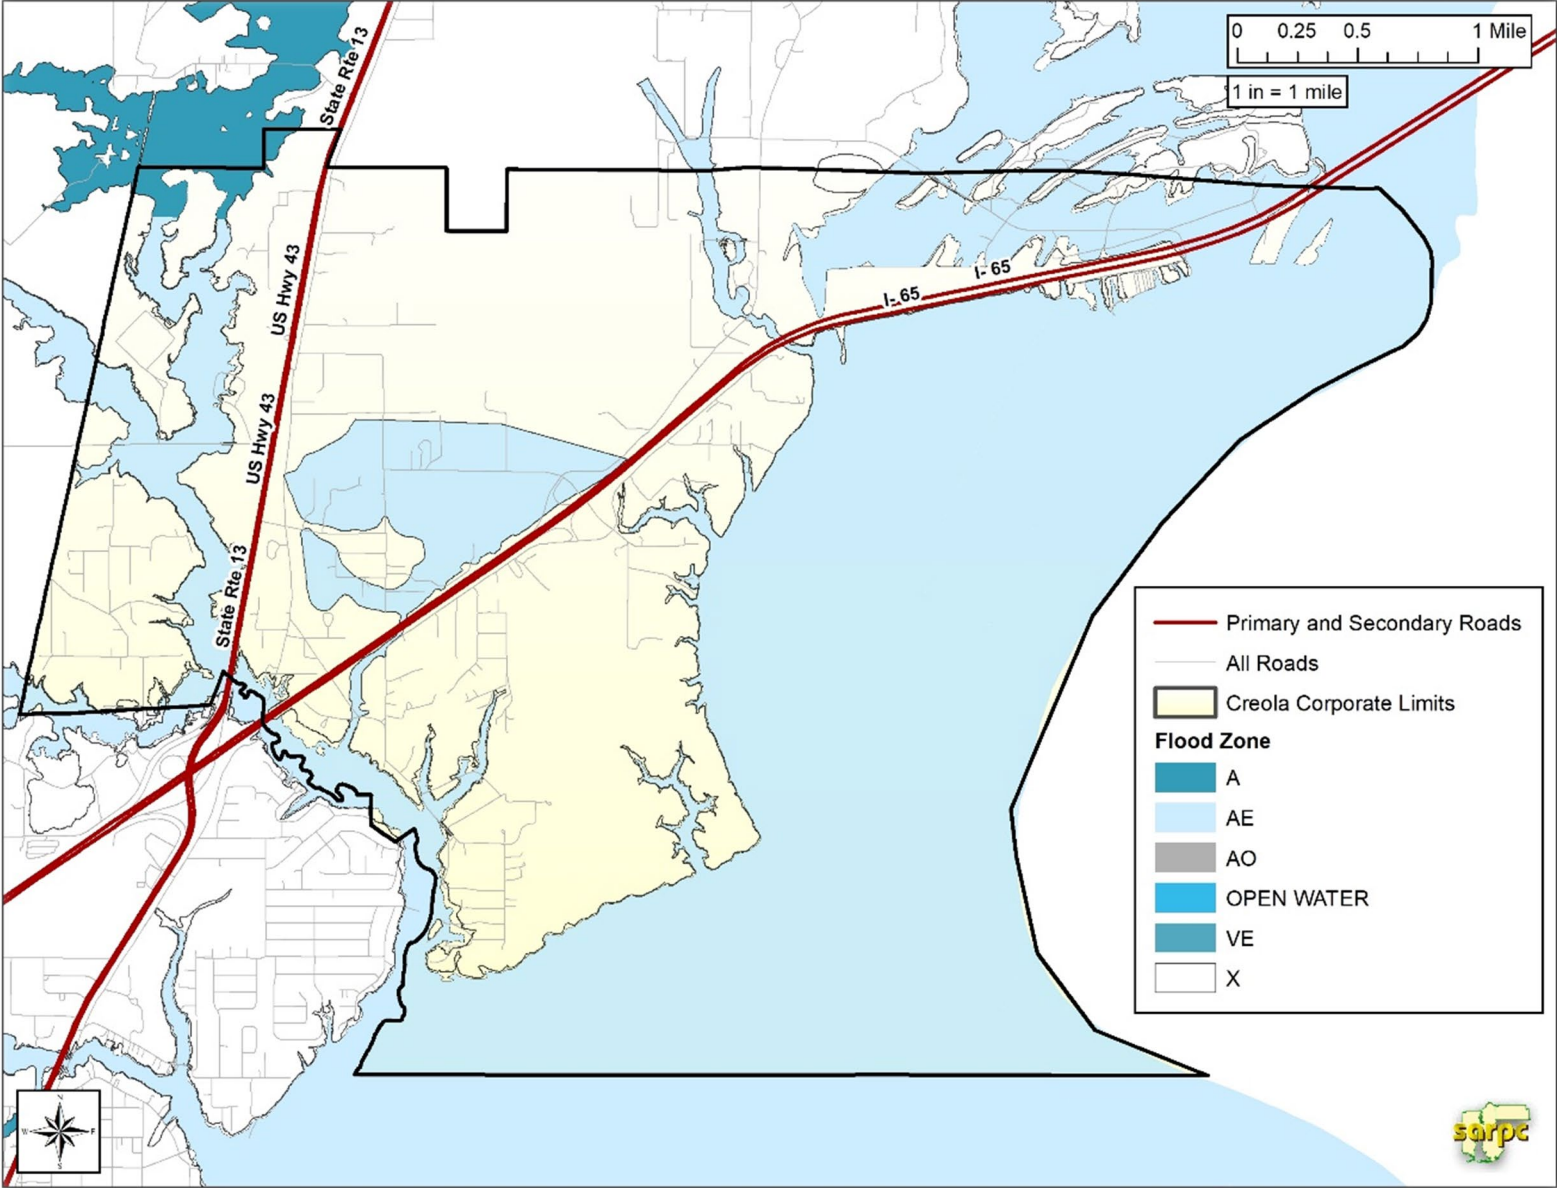 State Rte 13
0 0.25 0.5 1 Mile
1 in = 1 mile
US Hwy 43
I- 65
I- 65
US Hwy 43
State Rte 13
Primary and Secondary Roads
All Roads
Creola Corporate Limits
Flood Zone
A
AE
AO
OPEN WATER
VE
X
N
W E
S
sarpc